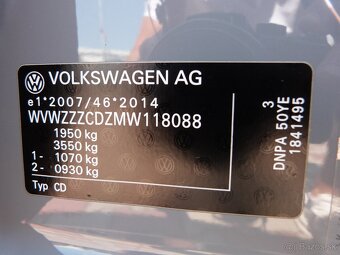 VOLKSWAGEN AG
e1*2007/46*2014
WVWZZZCDZMW118088
1950 kg
3550 kg
1- 1070 kg
2- 0930 kg
Typ CD
3
DNPA 50YE
1841495